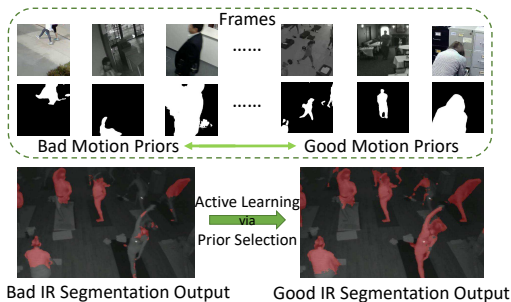 Frames
......
......
Bad Motion Priors
Good Motion Priors
Active Learning
via
Prior Selection
Bad IR Segmentation Output
Good IR Segmentation Output